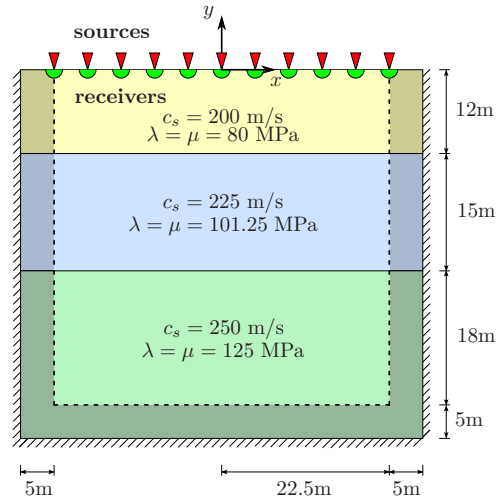 y
sources
x
receivers
12m
c_s = 200 m/s
λ = μ = 80 MPa
c_s = 225 m/s
15m
λ = μ = 101.25 MPa
c_s = 250 m/s
18m
λ = μ = 125 MPa
5m
5m 22.5m 5m